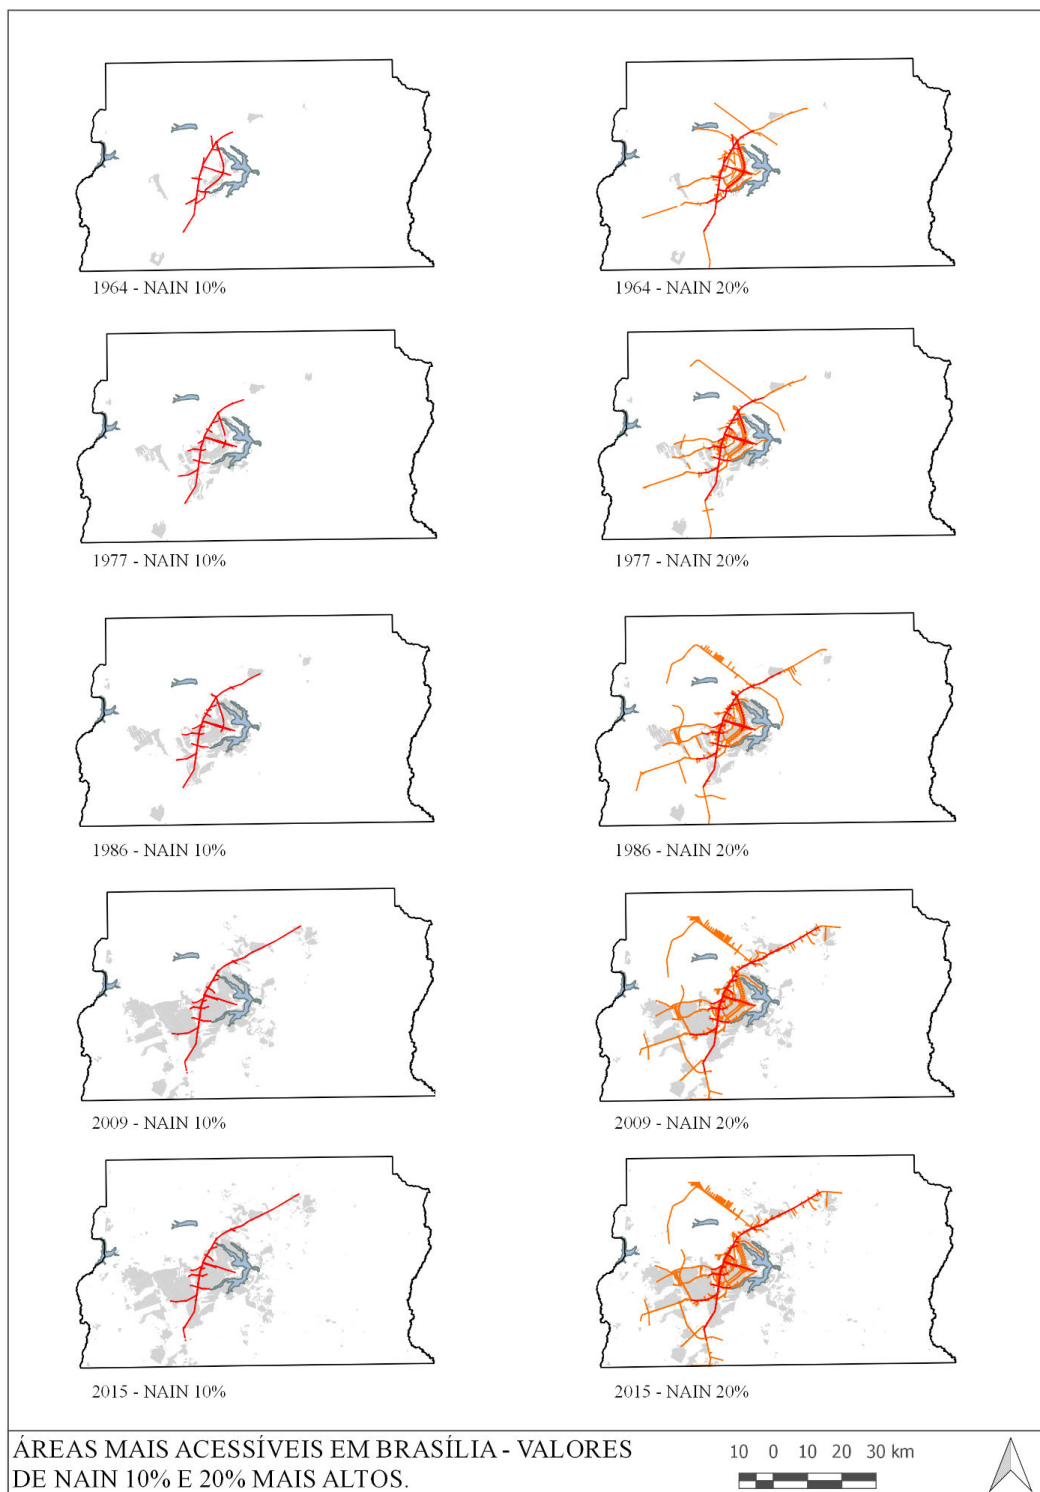 1964 - NAIN 10%
1964 - NAIN 20%
1977 - NAIN 10%
1977 - NAIN 20%
1986 - NAIN 10%
1986 - NAIN 20%
2009 - NAIN 10%
2009 - NAIN 20%
2015 - NAIN 10%
2015 - NAIN 20%
ÁREAS MAIS ACESSÍVEIS EM BRASÍLIA - VALORES
DE NAIN 10% E 20% MAIS ALTOS.
10 0 10 20 30 km